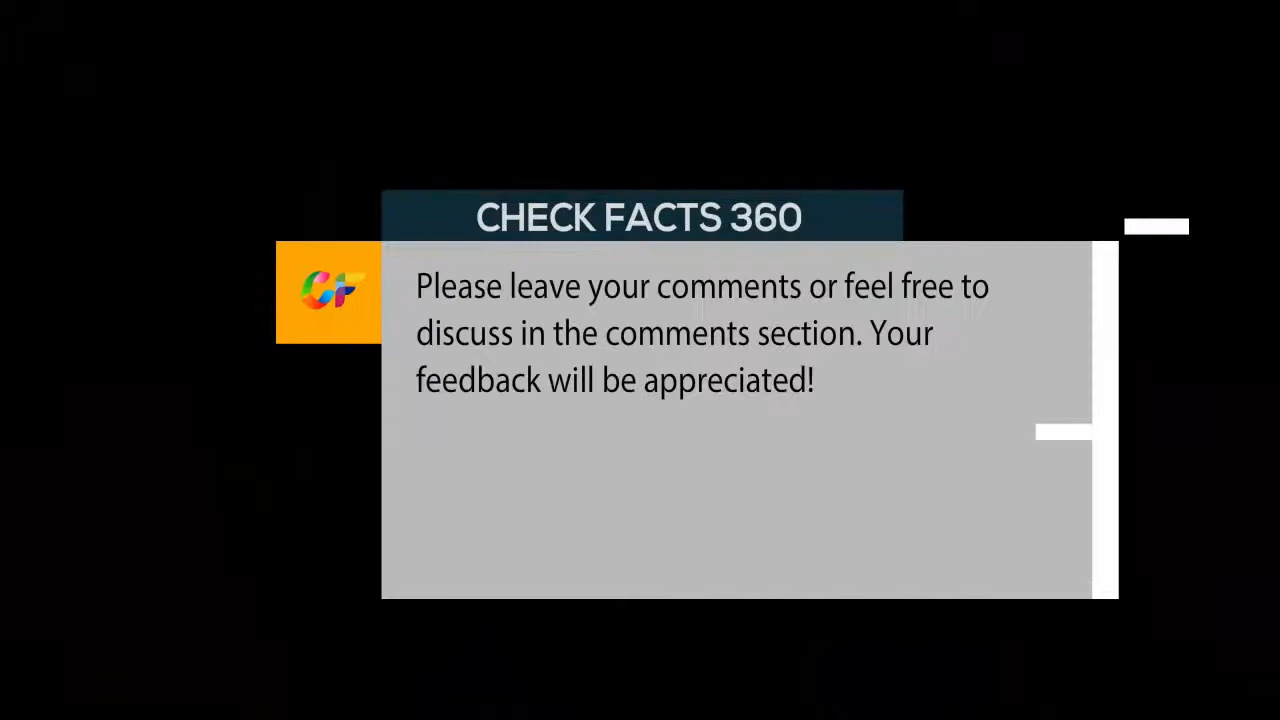 CHECK FACTS 360
CF
Please leave your comments or feel free to
discuss in the comments section. Your
feedback will be appreciated!